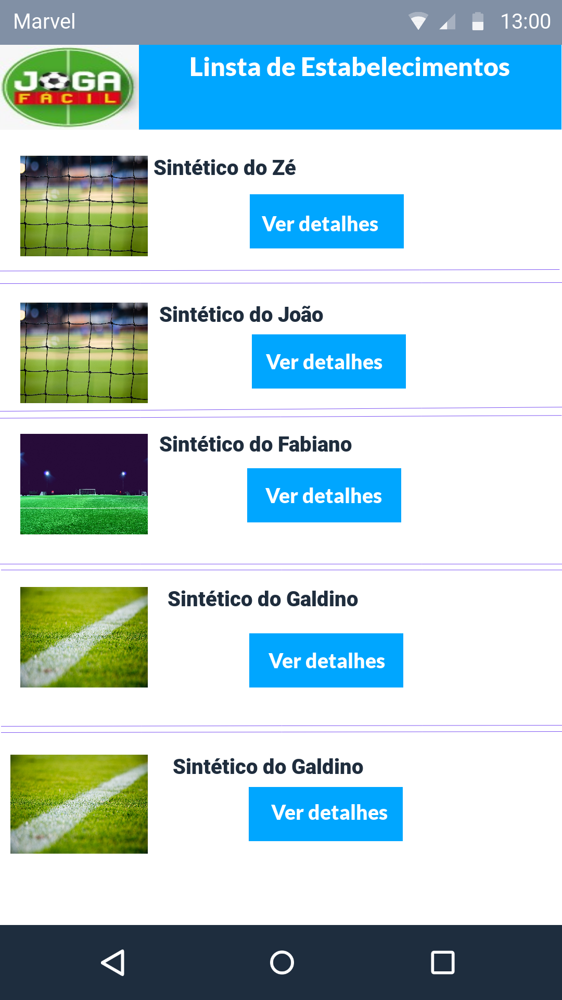 Marvel 13:00
JOGA
FÁCIL
Linsta de Estabelecimentos
Sintético do Zé
Ver detalhes
Sintético do João
Ver detalhes
Sintético do Fabiano
Ver detalhes
Sintético do Galdino
Ver detalhes
Sintético do Galdino
Ver detalhes